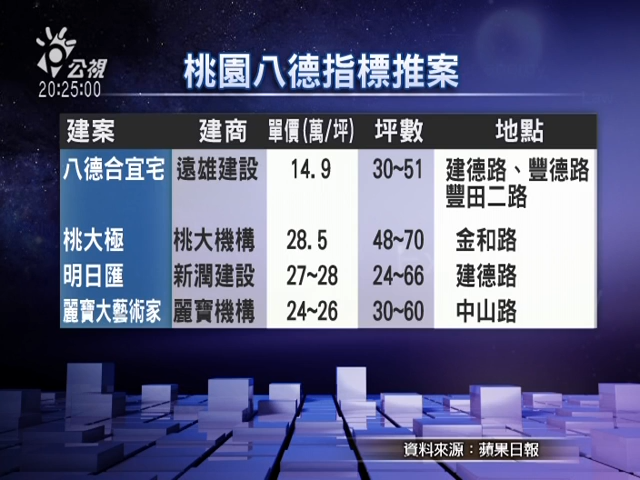 公視
20:25:00
桃園八德指標推案
建案 建商 單價(萬/坪) 坪數 地點
八德合宜宅 遠雄建設 14.9 30~51 建德路、豐德路
豐田二路
桃大極 桃大機構 28.5 48~70 金和路
明日匯 新潤建設 27~28 24~66 建德路
麗寶大藝術家 麗寶機構 24~26 30~60 中山路
資料來源：蘋果日報